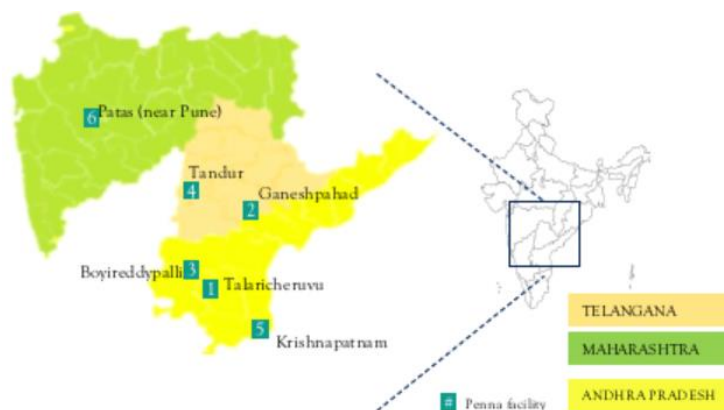 6 Patas (near Pune)
Tandur
4
Ganeshpahad
2
Boyireddypalli 3
1 Talaricheruvu
5
Krishnapatnam
TELANGANA
MAHARASHTRA
ANDHRA PRADESH
# Penna facility